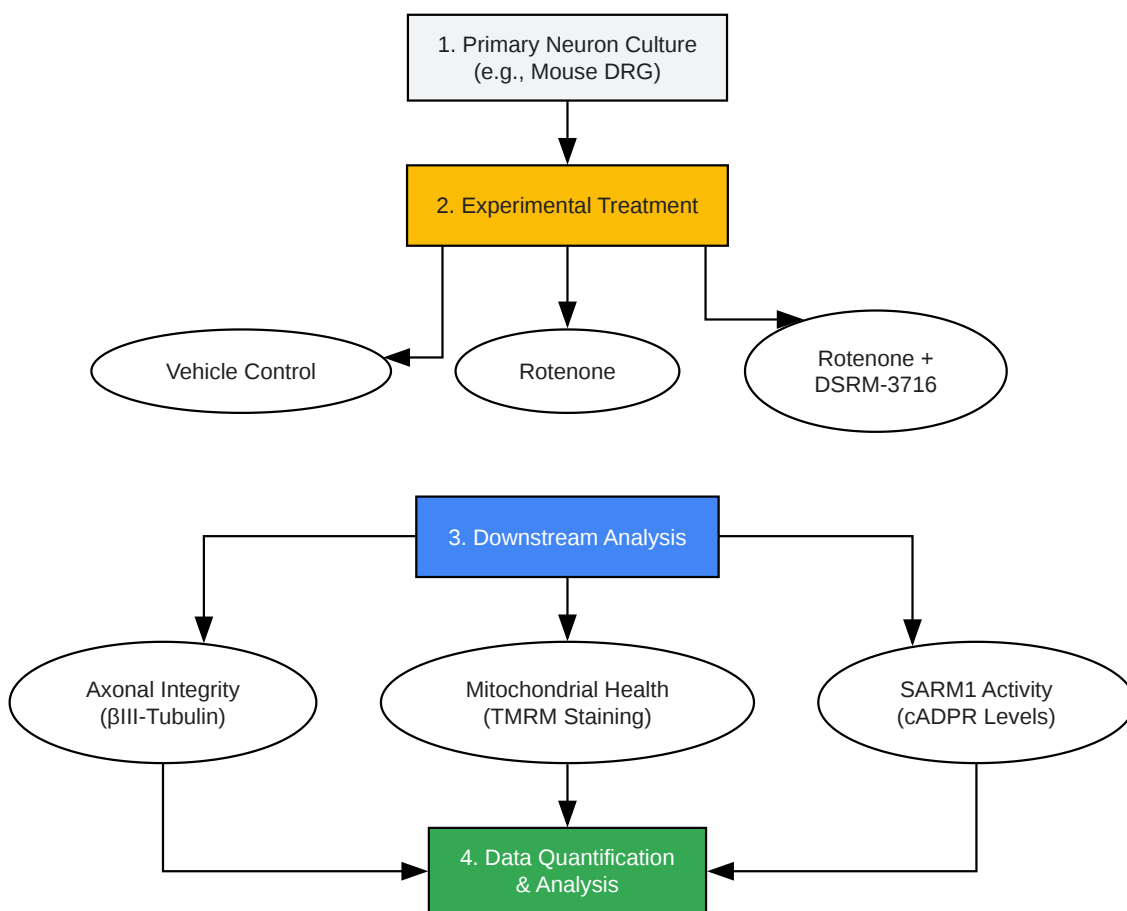 1. Primary Neuron Culture
(e.g., Mouse DRG)
2. Experimental Treatment
Vehicle Control
Rotenone
Rotenone +
DSRM-3716
3. Downstream Analysis
Axonal Integrity
(βIII-Tubulin)
Mitochondrial Health
(TMRM Staining)
SARM1 Activity
(cADPR Levels)
4. Data Quantification
& Analysis